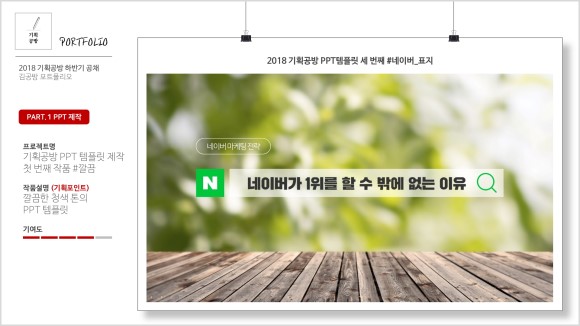 기획
공방
PORTFOLIO
2018 기획공방 하반기 공채
김공방 포트폴리오
PART. 1 PPT 제작
프로젝트명
기획공방 PPT 템플릿 제작
첫 번째 작품 #깔끔
작품설명 (기획포인트)
깔끔한 청색 톤의
PPT 템플릿
기여도
2018 기획공방 PPT템플릿 세 번째 #네이버_표지
네이버 마케팅 전략
N 네이버가 1위를 할 수 밖에 없는 이유